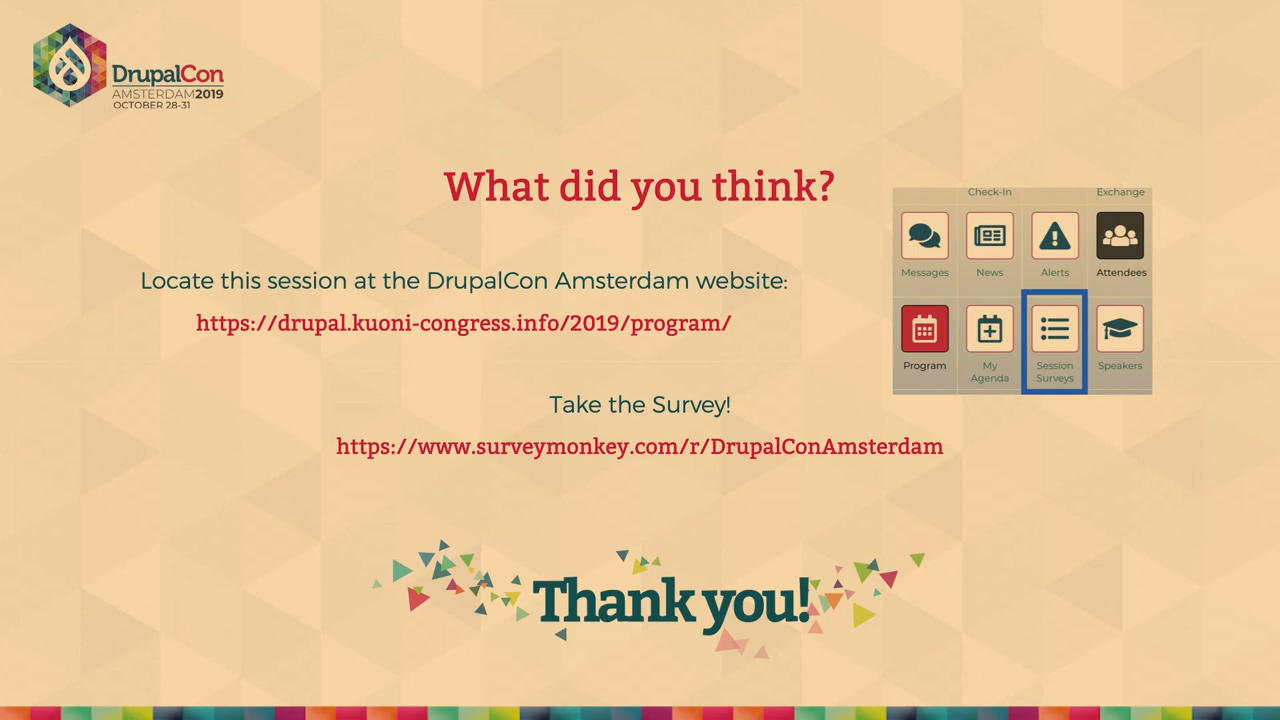 DrupalCon
AMSTERDAM2019
OCTOBER 28-31
What did you think?
Locate this session at the DrupalCon Amsterdam website:
https://drupal.kuoni-congress.info/2019/program/
Take the Survey!
https://www.surveymonkey.com/r/DrupalConAmsterdam
Check-In Exchange
Messages News Alerts Attendees
Program My Session Speakers
Agenda Surveys
Thank you!